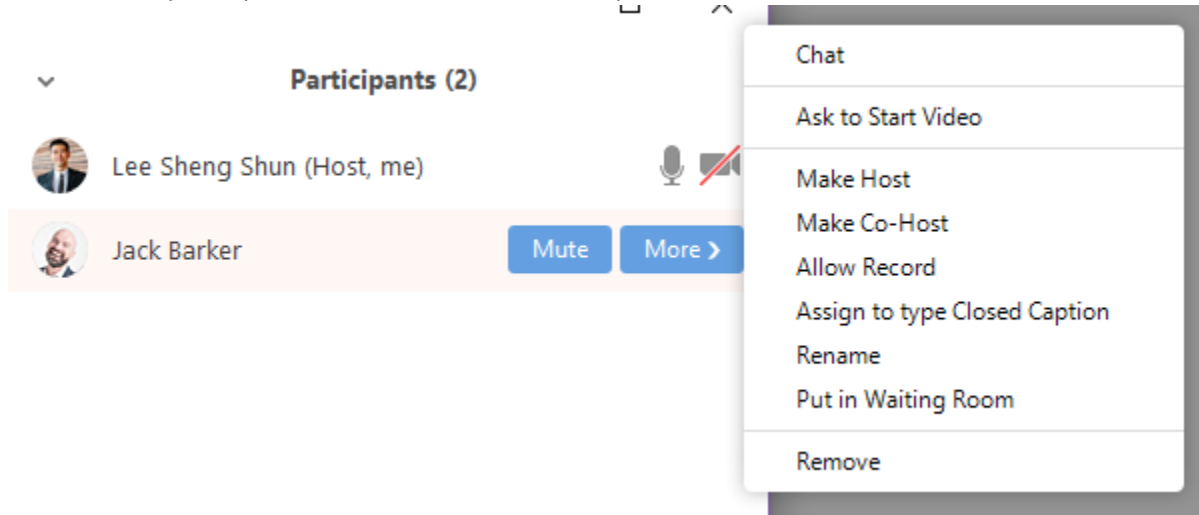 Participants (2)
Lee Sheng Shun (Host, me)
Jack Barker
Mute
More
Chat
Ask to Start Video
Make Host
Make Co-Host
Allow Record
Assign to type Closed Caption
Rename
Put in Waiting Room
Remove